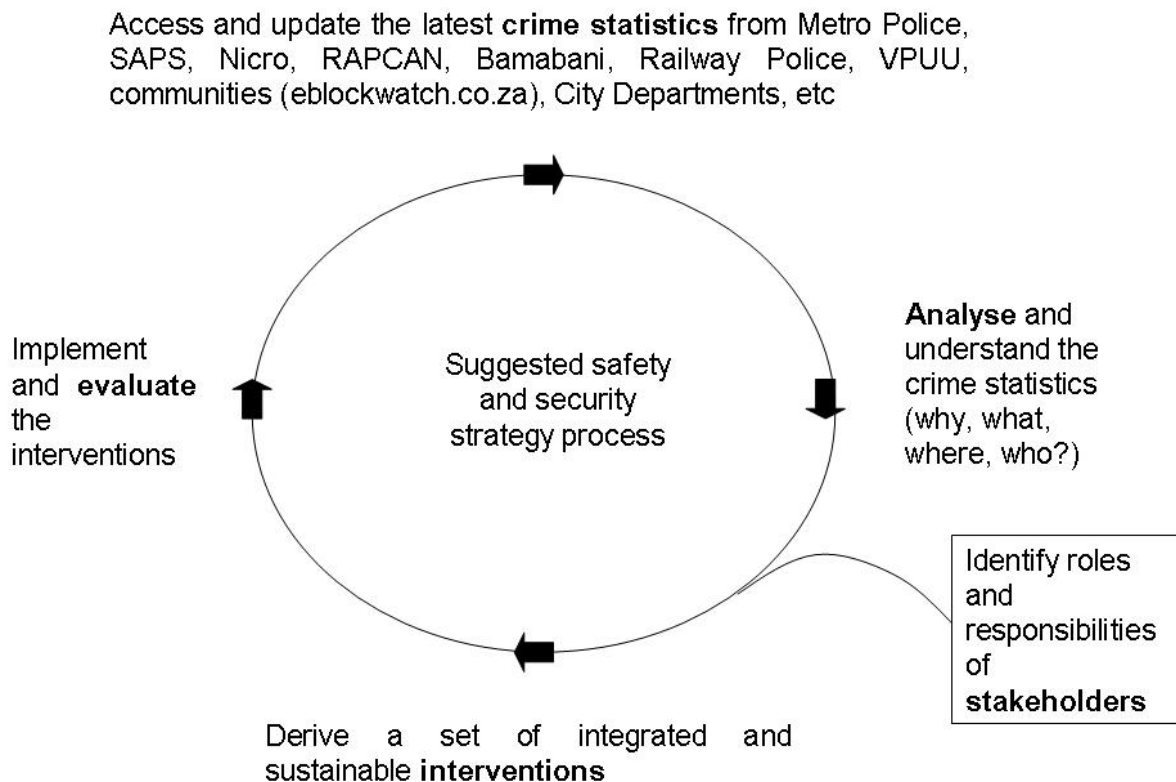 Access and update the latest crime statistics from Metro Police,
SAPS, Nicro, RAPCAN, Bamabani, Railway Police, VPUU,
communities (eblockwatch.co.za), City Departments, etc
Analyse and
understand the
crime statistics
(why, what,
where, who?)
Implement
and evaluate
the
interventions
Suggested safety
and security
strategy process
Identify roles
and
responsibilities
of
stakeholders
Derive a set of integrated and
sustainable interventions